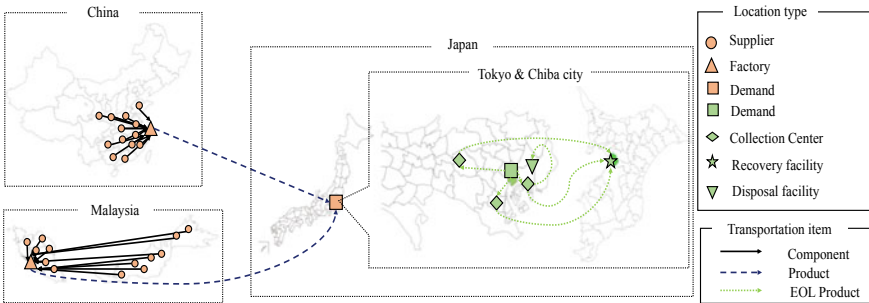 China
Japan
Tokyo & Chiba city
Malaysia
Location type
Supplier
Factory
Demand
Demand
Collection Center
Recovery facility
Disposal facility
Transportation item
Component
Product
EOL Product